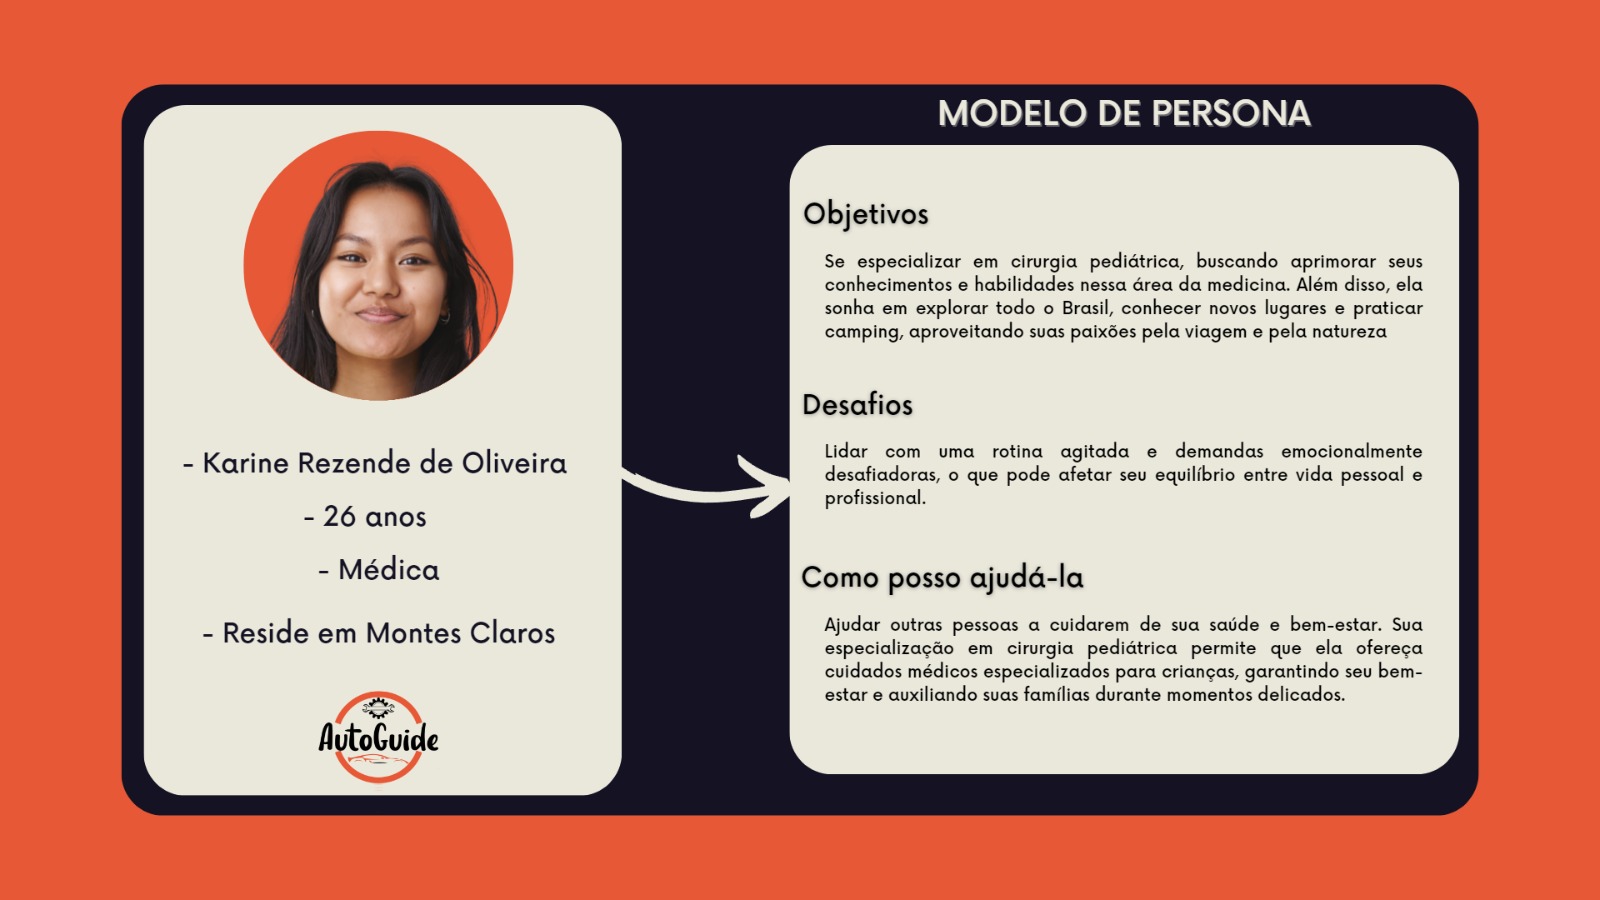 MODELO DE PERSONA
- Karine Rezende de Oliveira
- 26 anos
- Médica
- Reside em Montes Claros
AutoGuide
Objetivos
Se especializar em cirurgia pediátrica, buscando aprimorar seus
conhecimentos e habilidades nessa área da medicina. Além disso, ela
sonha em explorar todo o Brasil, conhecer novos lugares e praticar
camping, aproveitando suas paixões pela viagem e pela natureza
Desafios
Lidar com uma rotina agitada e demandas emocionalmente
desafiadoras, o que pode afetar seu equilíbrio entre vida pessoal e
profissional.
Como posso ajudá-la
Ajudar outras pessoas a cuidarem de sua saúde e bem-estar. Sua
especialização em cirurgia pediátrica permite que ela ofereça
cuidados médicos especializados para crianças, garantindo seu bem-
estar e auxiliando suas famílias durante momentos delicados.